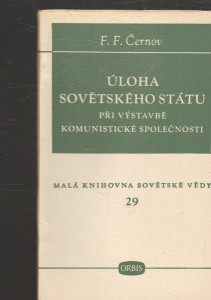 F. F. Černov
ÚLOHA
SOVĚTSKÉHO STÁTU
PŘI VÝSTAVBĚ
KOMUNISTICKÉ SPOLEČNOSTI
MALÁ KNIHOVNA SOVĚTSKÉ VĚDY
29
ORBIS